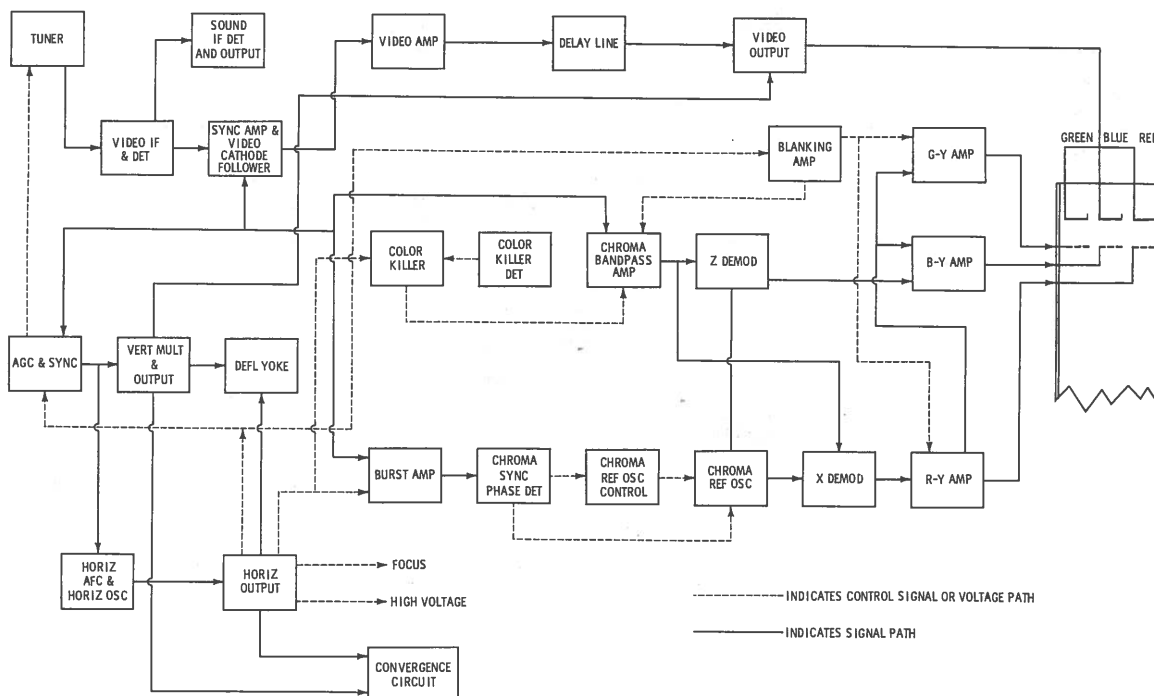 TUNER
SOUND
IF DET
AND OUTPUT
VIDEO AMP
DELAY LINE
VIDEO
OUTPUT
VIDEO IF
& DET
SYNC AMP &
VIDEO
CATHODE
FOLLOWER
BLANKING
AMP
G-Y AMP
GREEN BLUE RED
COLOR
KILLER
COLOR
KILLER
DET
CHROMA
BANDPASS
AMP
Z DEMOD
B-Y AMP
AGC & SYNC
VERT MULT
&
OUTPUT
DEFL YOKE
BURST AMP
CHROMA
SYNC
PHASE DET
CHROMA
REF OSC
CONTROL
CHROMA
REF OSC
X DEMOD
R-Y AMP
HORIZ
AFC &
HORIZ OSC
HORIZ
OUTPUT
FOCUS
HIGH VOLTAGE
CONVERGENCE
CIRCUIT
INDICATES CONTROL SIGNAL OR VOLTAGE PATH
INDICATES SIGNAL PATH